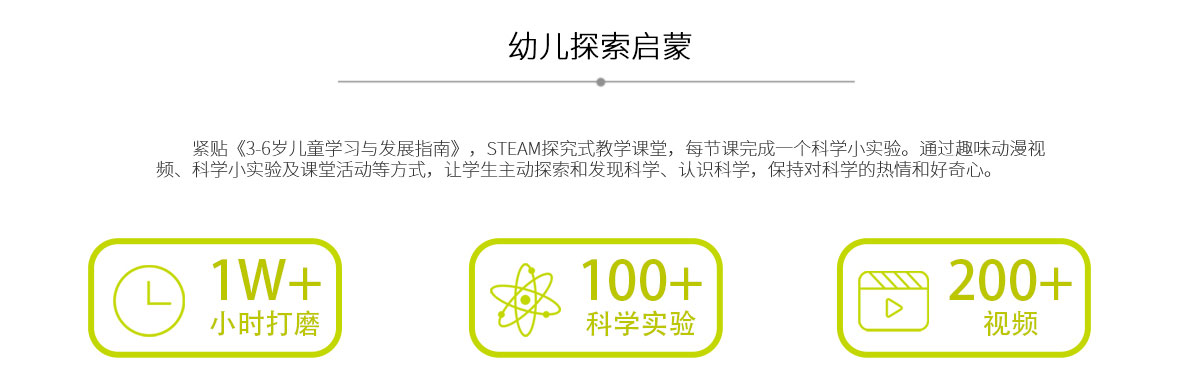 幼儿探索启蒙
紧贴《3-6岁儿童学习与发展指南》，STEAM探究式教学课堂，每节课完成一个科学小实验。通过趣味动漫视
频、科学小实验及课堂活动等方式，让学生主动探索和发现科学、认识科学，保持对科学的热情和好奇心。
1W+
小时打磨
100+
科学实验
200+
视频